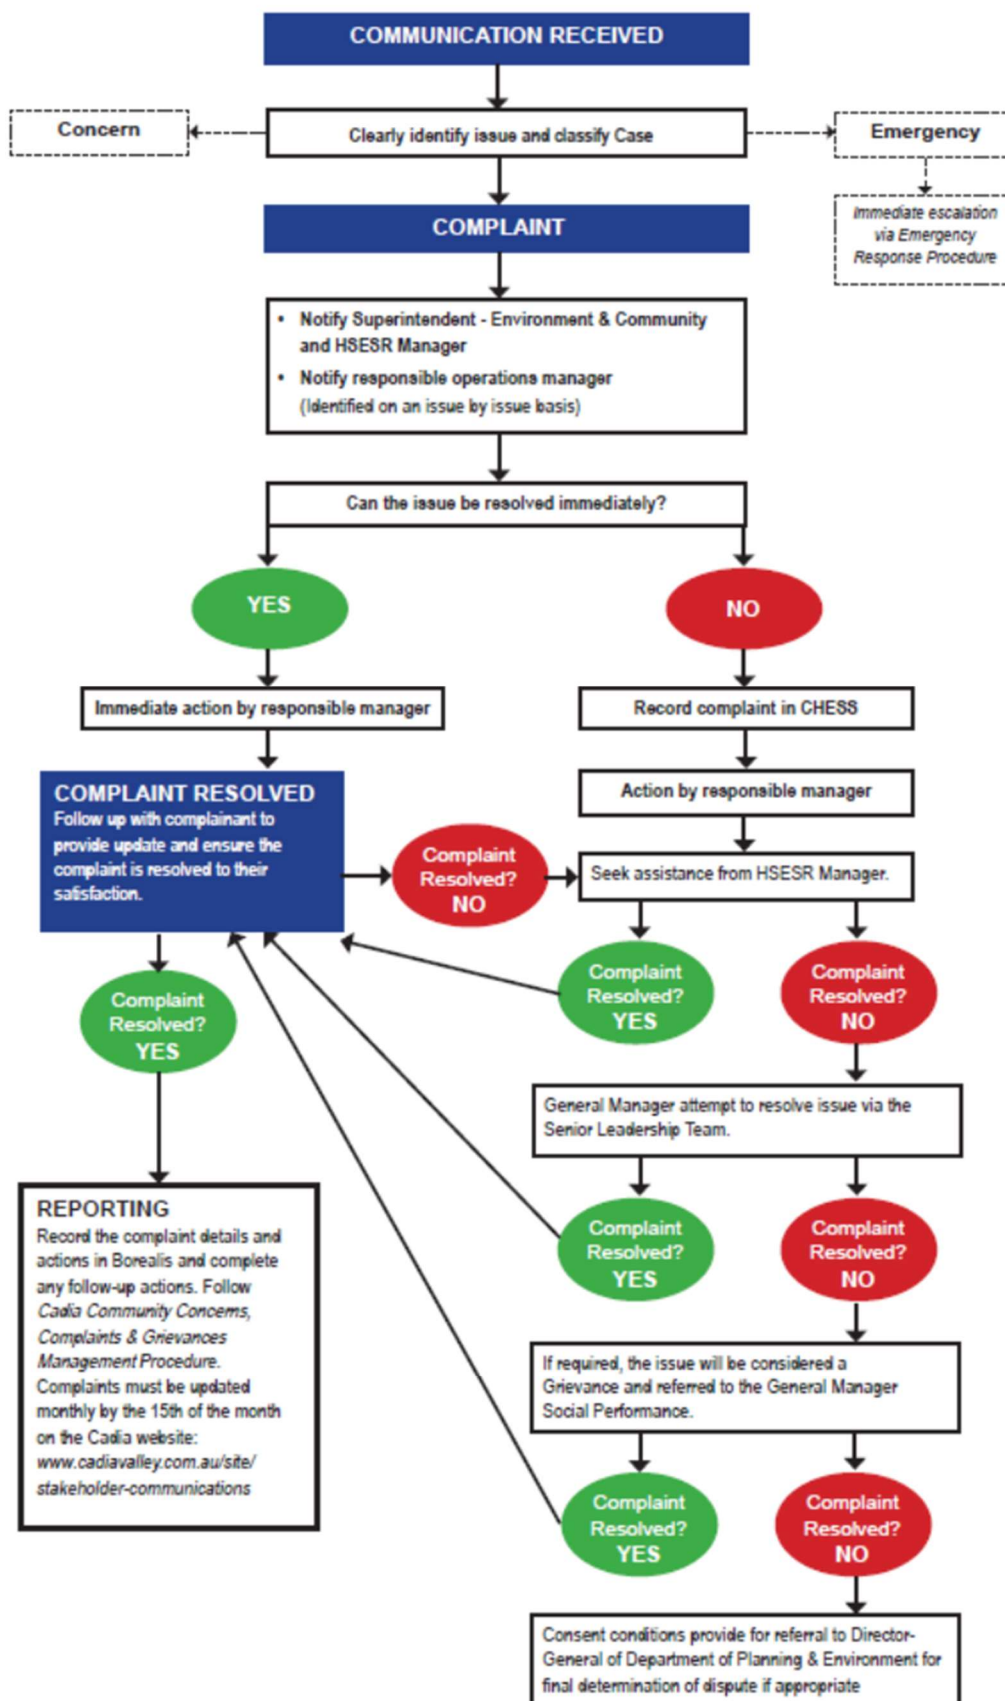 COMMUNICATION RECEIVED
Concern
Clearly identify issue and classify Case
Emergency
Immediate escalation
via Emergency
Response Procedure
COMPLAINT
• Notify Superintendent - Environment & Community
and HSESR Manager
• Notify responsible operations manager
(Identified on an issue by issue basis)
Can the issue be resolved immediately?
YES
NO
Immediate action by responsible manager
Record complaint in CHESS
Action by responsible manager
COMPLAINT RESOLVED
Follow up with complainant to
provide update and ensure the
complaint is resolved to their
satisfaction.
Complaint
Resolved?
NO
Seek assistance from HSESR Manager.
Complaint
Resolved?
YES
Complaint
Resolved?
YES
Complaint
Resolved?
NO
General Manager attempt to resolve issue via the
Senior Leadership Team.
REPORTING
Record the complaint details and
actions in Borealis and complete
any follow-up actions. Follow
Cadia Community Concerns,
Complaints & Grievances
Management Procedure.
Complaints must be updated
monthly by the 15th of the month
on the Cadia website:
www.cadiavalley.com.au/site/
stakeholder-communications
Complaint
Resolved?
YES
Complaint
Resolved?
NO
If required, the issue will be considered a
Grievance and referred to the General Manager
Social Performance.
Complaint
Resolved?
YES
Complaint
Resolved?
NO
Consent conditions provide for referral to Director-
General of Department of Planning & Environment for
final determination of dispute if appropriate